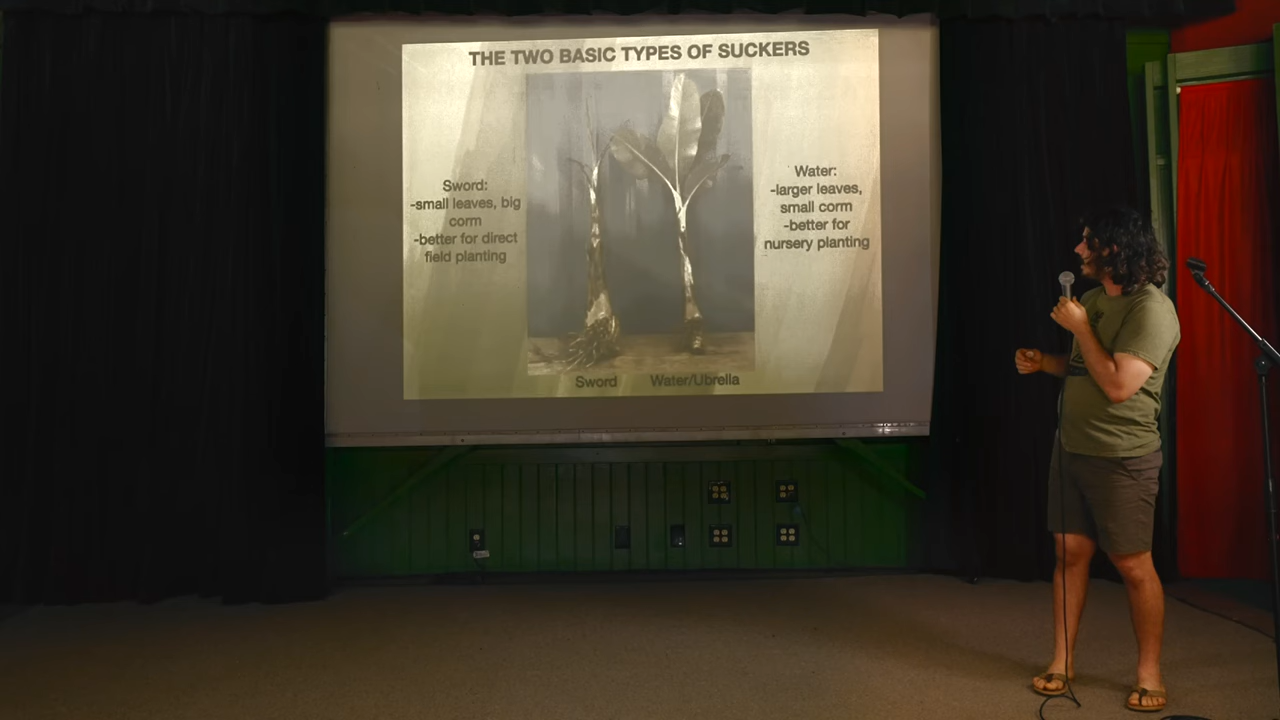 THE TWO BASIC TYPES OF SUCKERS
Sword:
-small leaves, big
corm
-better for direct
field planting
Water:
-larger leaves,
small corm
-better for
nursery planting
Sword
Water/Ubrella